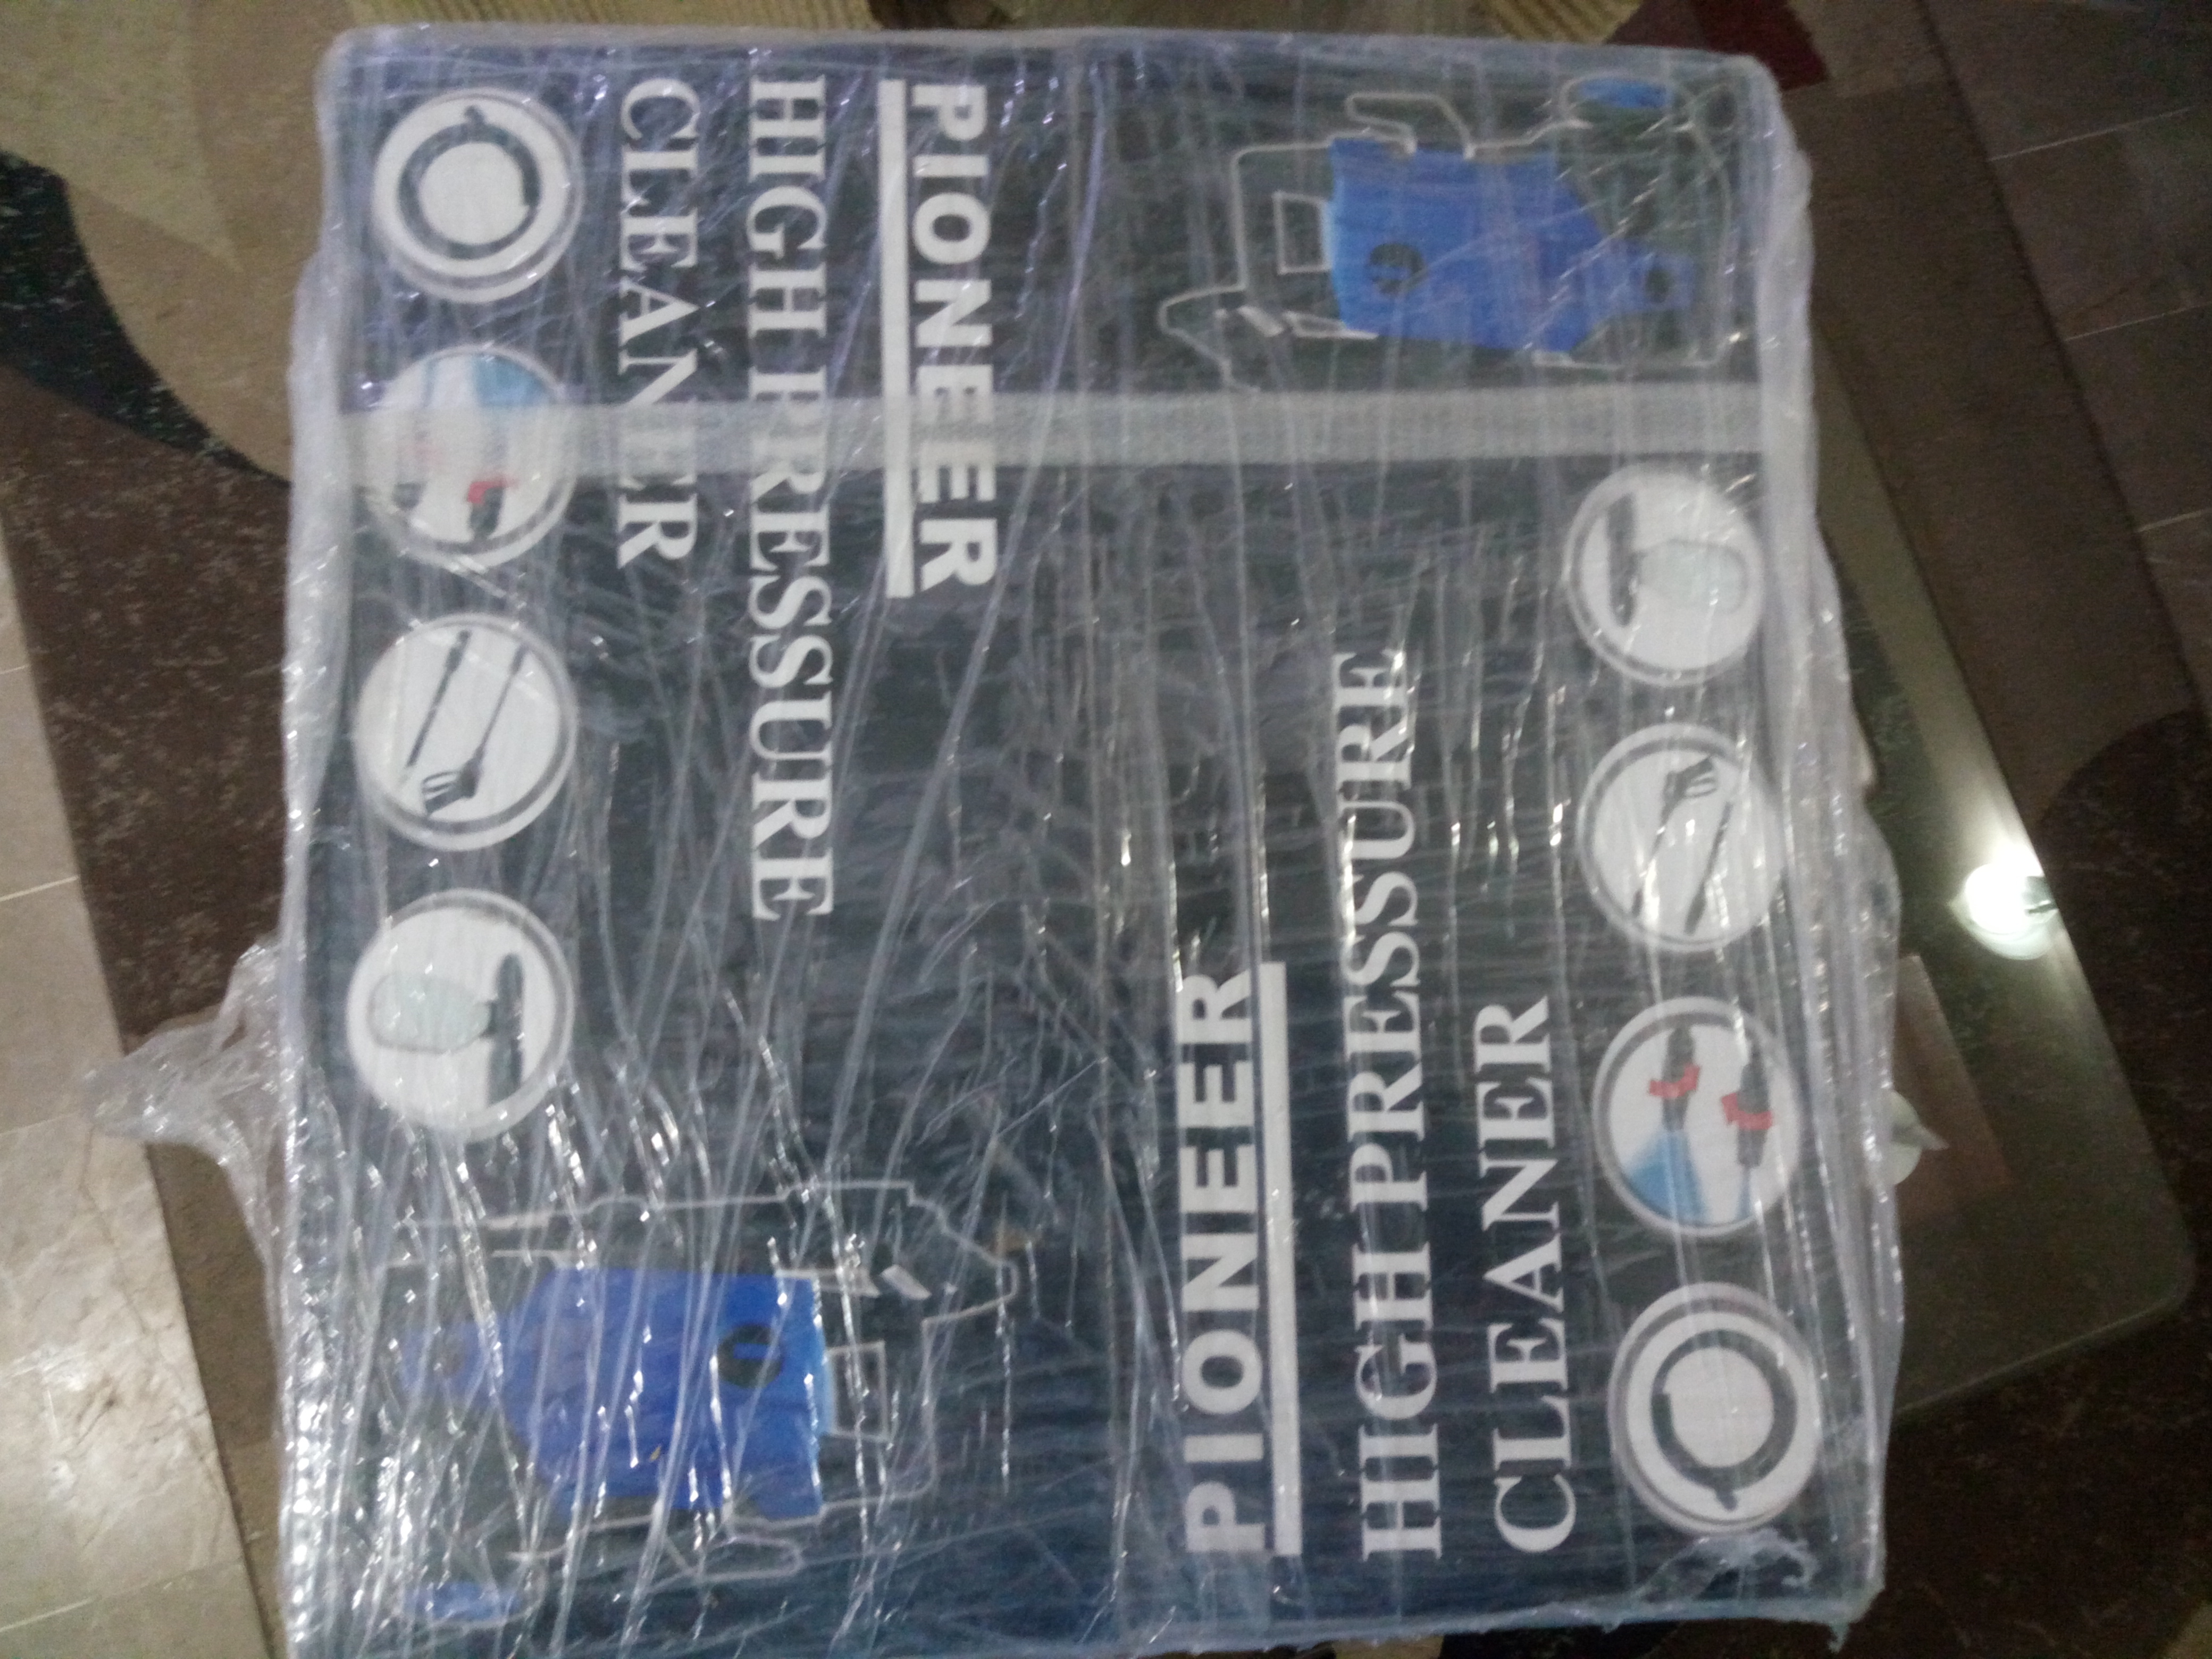 PIONEER
HIGH PRESSURE
CLEANER
PIONEER
HIGH PRESSURE
CLEANER